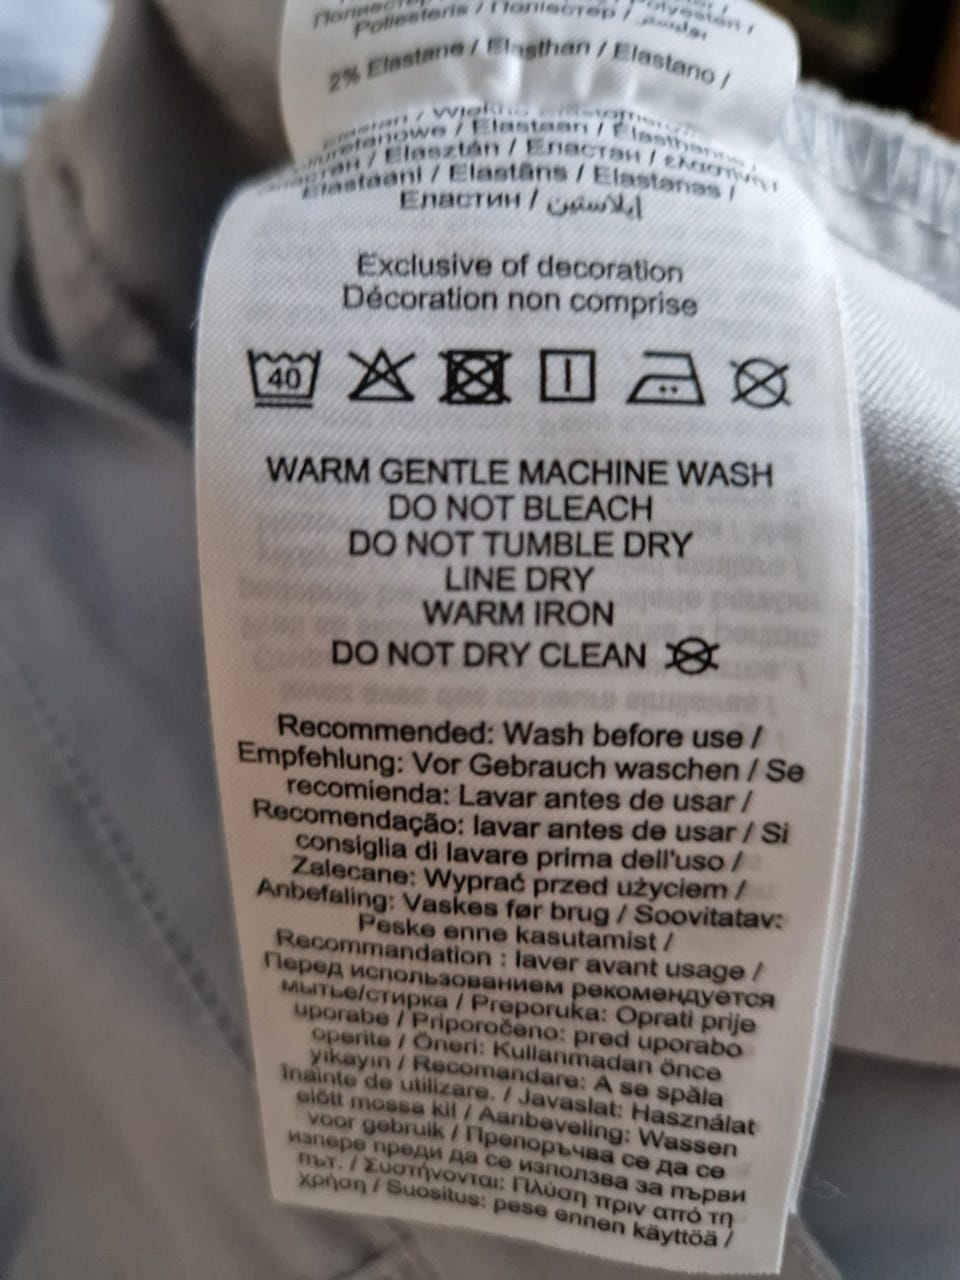 Poliesteris / Полієстер / بوليستر
2% Elastane / Elasthan / Elastano /
Elastaan / Élasthanne
Elasztán / Еластан / ελαστίνη /
Elastaani / Elastāns / Elastanas /
Еластин / إيلاستين
Exclusive of decoration
Décoration non comprise
40
WARM GENTLE MACHINE WASH
DO NOT BLEACH
DO NOT TUMBLE DRY
LINE DRY
WARM IRON
DO NOT DRY CLEAN
Recommended: Wash before use /
Empfehlung: Vor Gebrauch waschen / Se
recomienda: Lavar antes de usar /
Recomendação: lavar antes de usar / Si
consiglia di lavare prima dell'uso /
Zalecane: Wyprać przed użyciem /
Anbefaling: Vaskes før brug / Soovitatav:
Peske enne kasutamist /
Recommandation : laver avant usage /
Перед использованием рекомендуется
мытье/стирка / Preporuka: Oprati prije
uporabe / Priporočeno: pred uporabo
operite / Öneri: Kullanmadan önce
yıkayın / Recomandare: A se spăla
înainte de utilizare. / Javaslat: Használat
előtt mossa kil / Aanbeveling: Wassen
voor gebruik / Препоръчва се да се
изпере преди да се използва за първи
път. / Συστήνονται: Πλύση πριν από τη
χρήση / Suositus: pese ennen käyttöä /